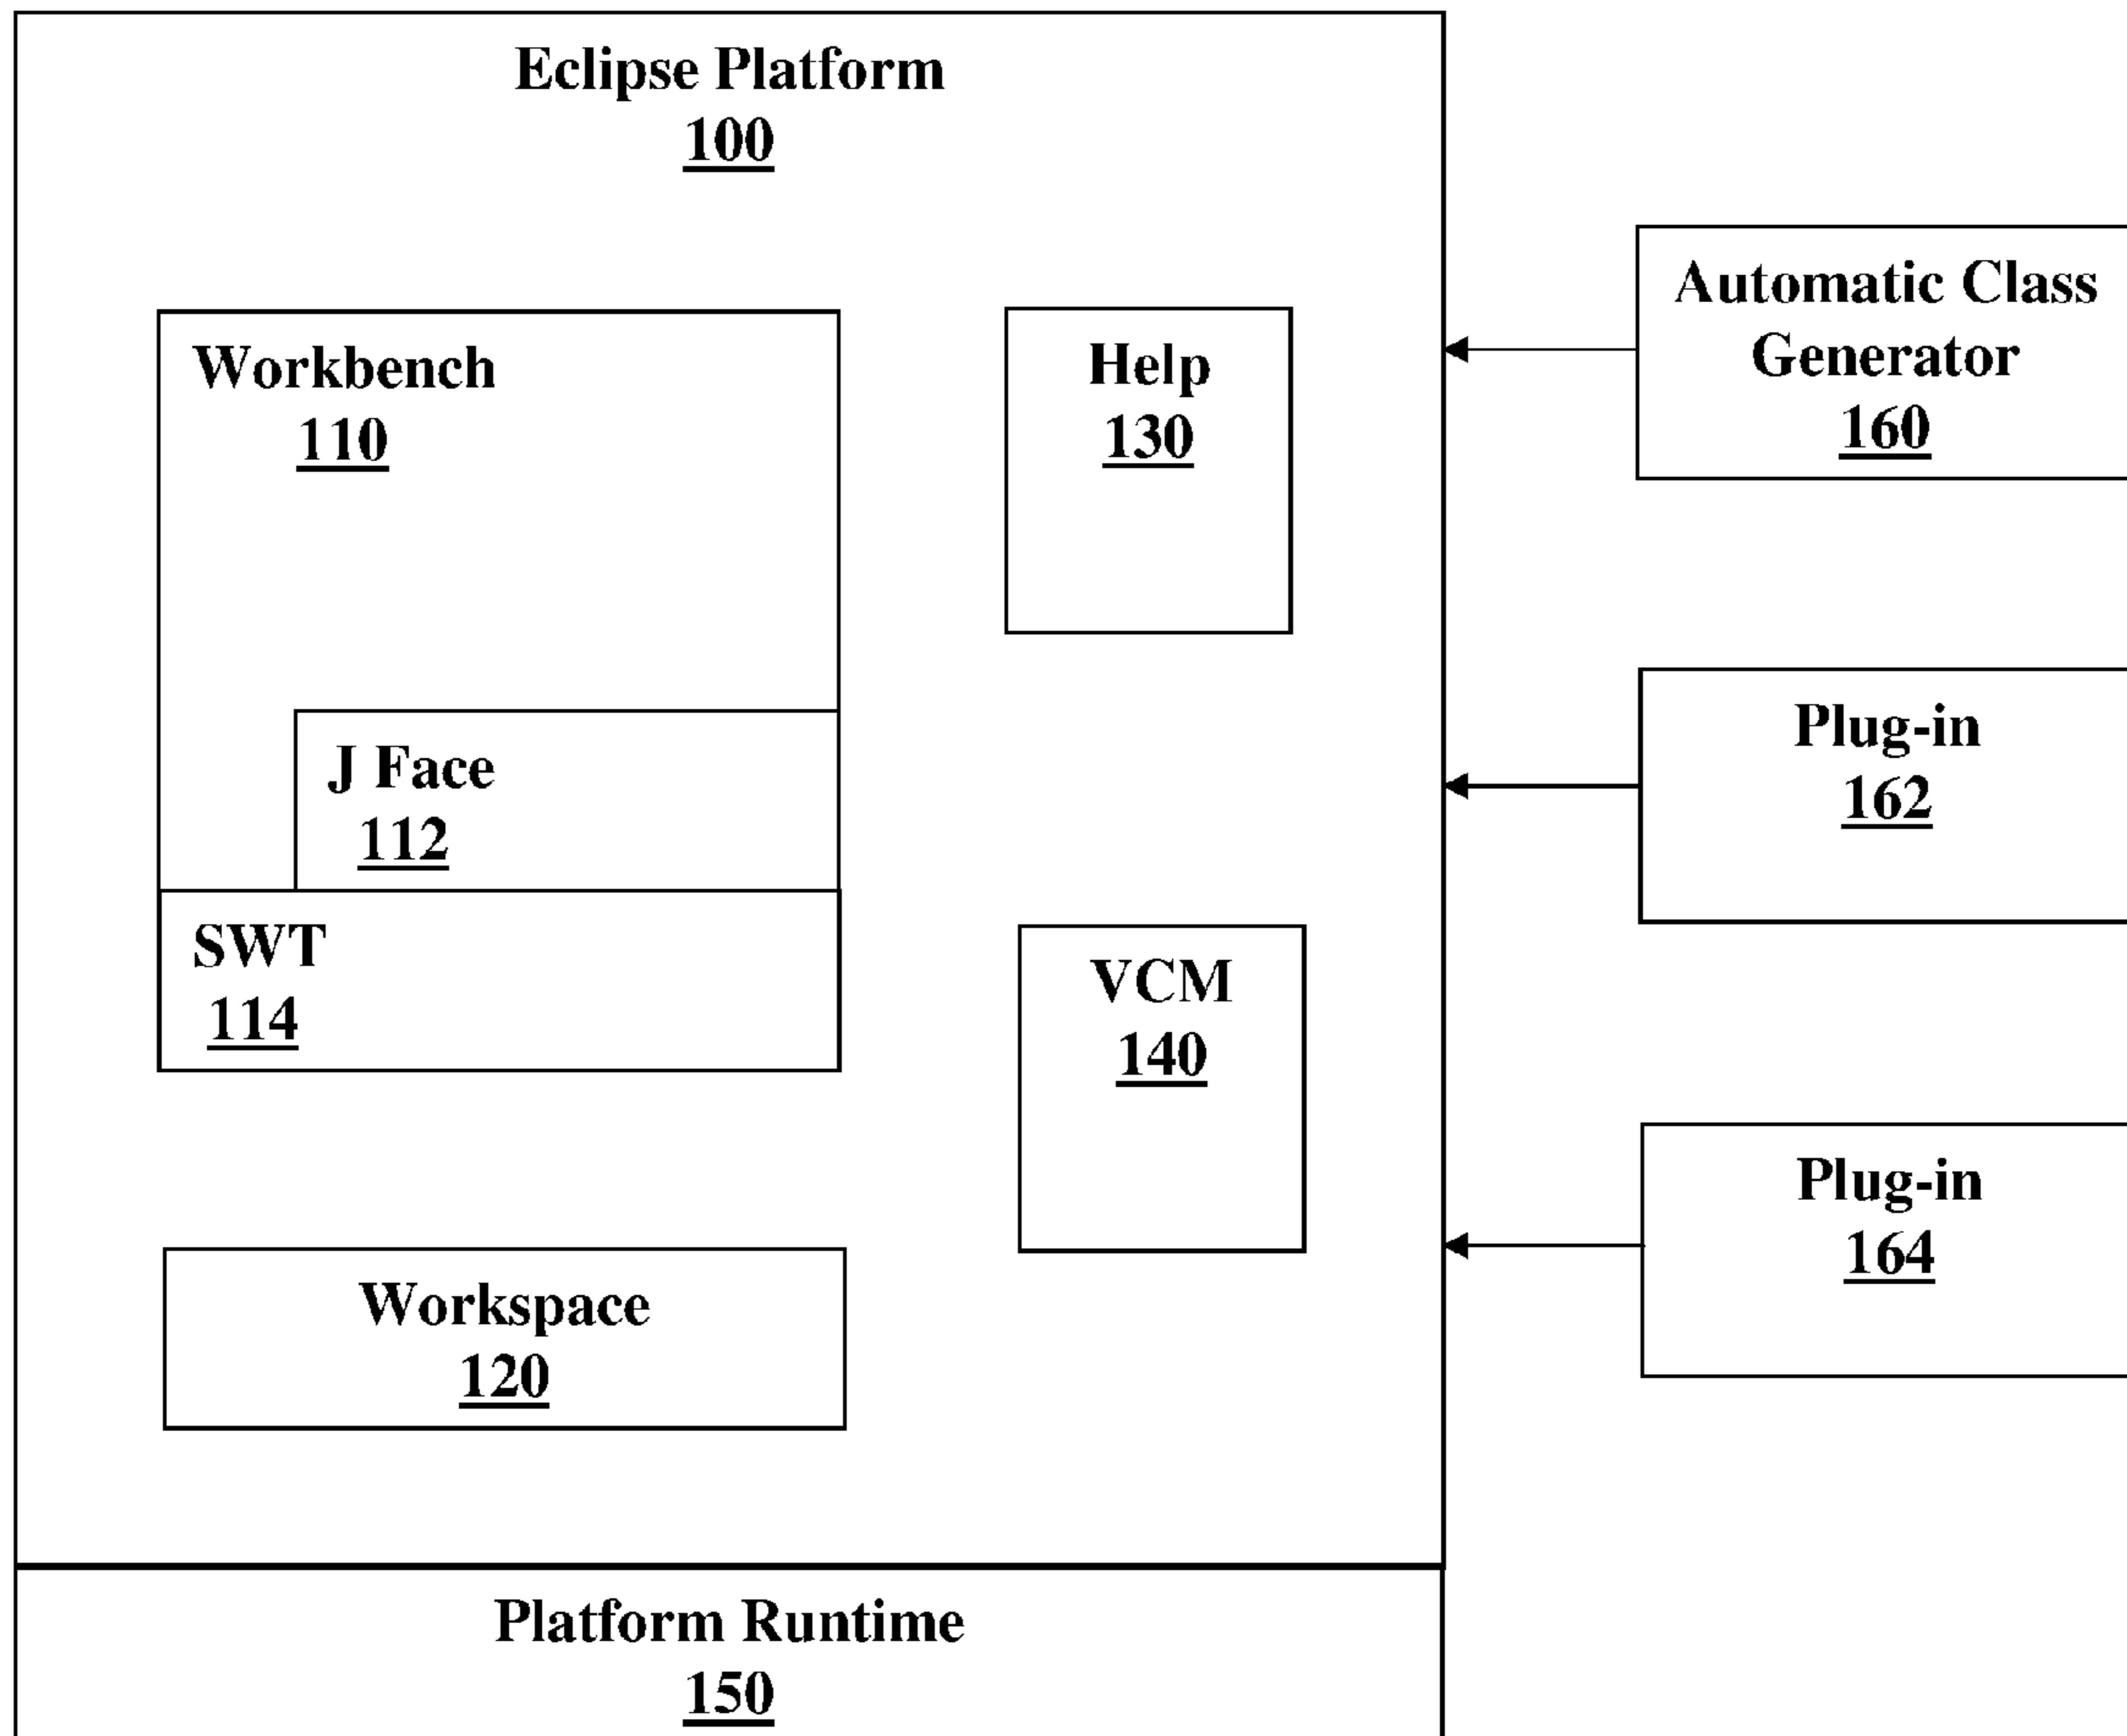 Eclipse Platform
100
Workbench
110
J Face
112
SWT
114
Workspace
120
Help
130
VCM
140
Platform Runtime
150
Automatic Class
Generator
160
Plug-in
162
Plug-in
164